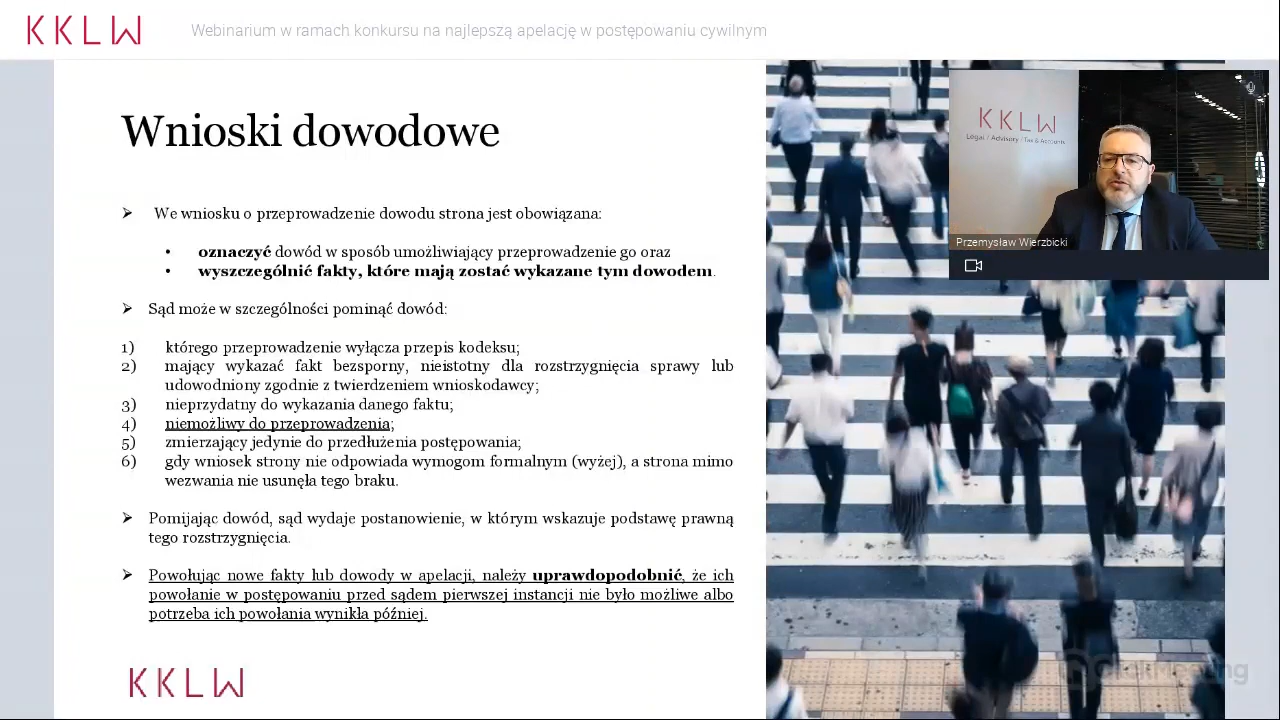 KKLW
Webinarium w ramach konkursu na najlepszą apelację w postępowaniu cywilnym
Wnioski dowodowe
➢ We wniosku o przeprowadzenie dowodu strona jest obowiązana:
• oznaczyć dowód w sposób umożliwiający przeprowadzenie go oraz
• wyszczególnić fakty, które mają zostać wykazane tym dowodem.
➢ Sąd może w szczególności pominąć dowód:
1) którego przeprowadzenie wyłącza przepis kodeksu;
2) mający wykazać fakt bezsporny, nieistotny dla rozstrzygnięcia sprawy lub
udowodniony zgodnie z twierdzeniem wnioskodawcy;
3) nieprzydatny do wykazania danego faktu;
4) niemożliwy do przeprowadzenia;
5) zmierzający jedynie do przedłużenia postępowania;
6) gdy wniosek strony nie odpowiada wymogom formalnym (wyżej), a strona mimo
wezwania nie usunęła tego braku.
➢ Pomijając dowód, sąd wydaje postanowienie, w którym wskazuje podstawę prawną
tego rozstrzygnięcia.
➢ Powołując nowe fakty lub dowody w apelacji, należy uprawdopodobnić, że ich
powołanie w postępowaniu przed sądem pierwszej instancji nie było możliwe albo
potrzeba ich powołania wynikła później.
KKLW
KKLW
Legal / Advisory / Tax & Accounts
Przemysław Wierzbicki
ClickMeeting